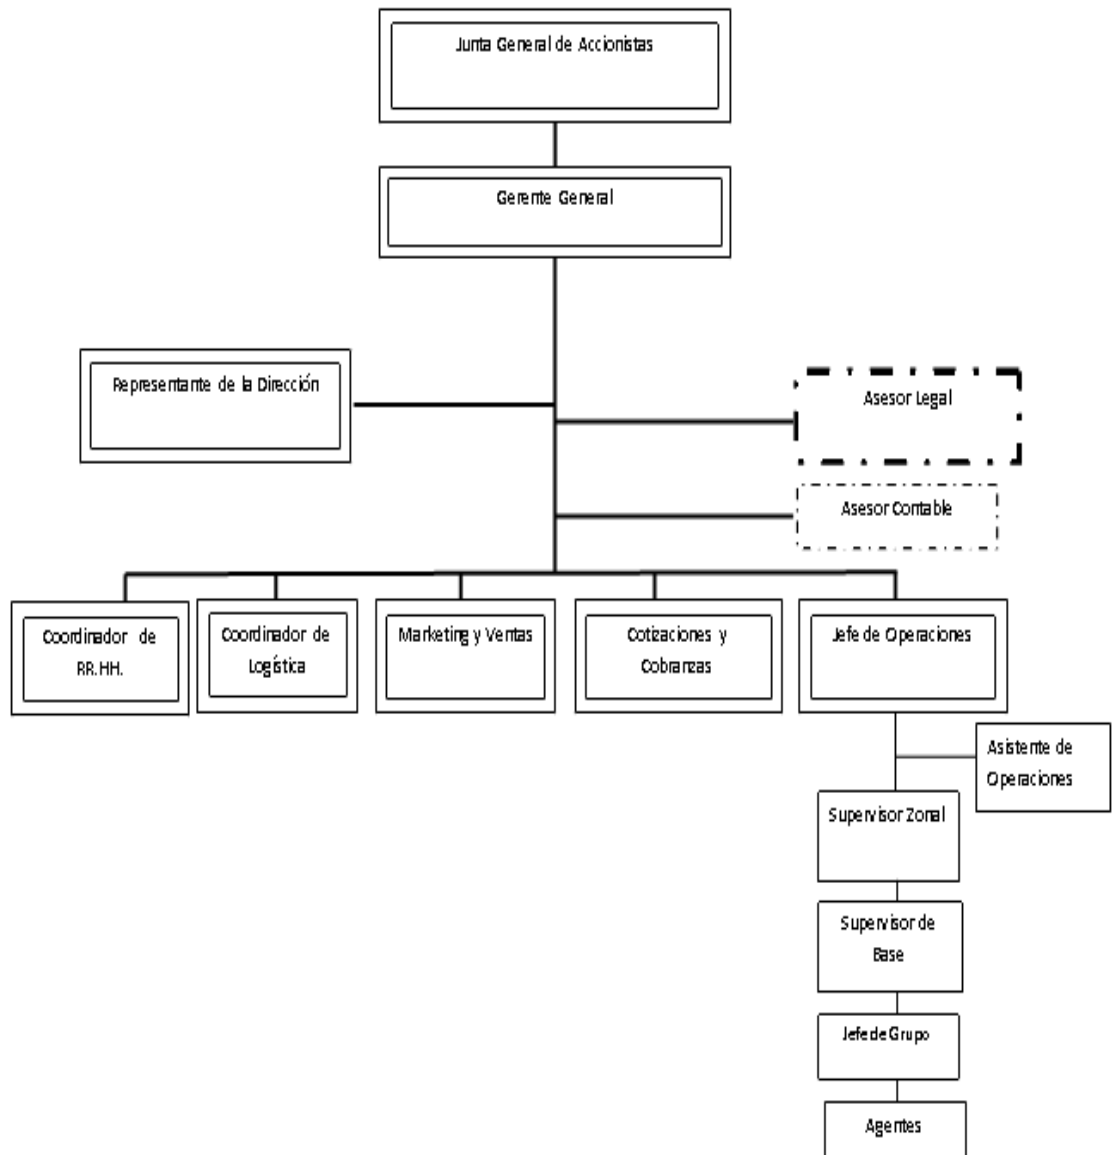 Junta General de Accionistas
Gerente General
Representante de la Dirección
Asesor Legal
Asesor Contable
Coordinador de
RR.HH.
Coordinador de
Logística
Marketing y Ventas
Cotizaciones y
Cobranzas
Jefe de Operaciones
Asistente de
Operaciones
Supervisor Zonal
Supervisor de
Base
Jefe de Grupo
Agentes